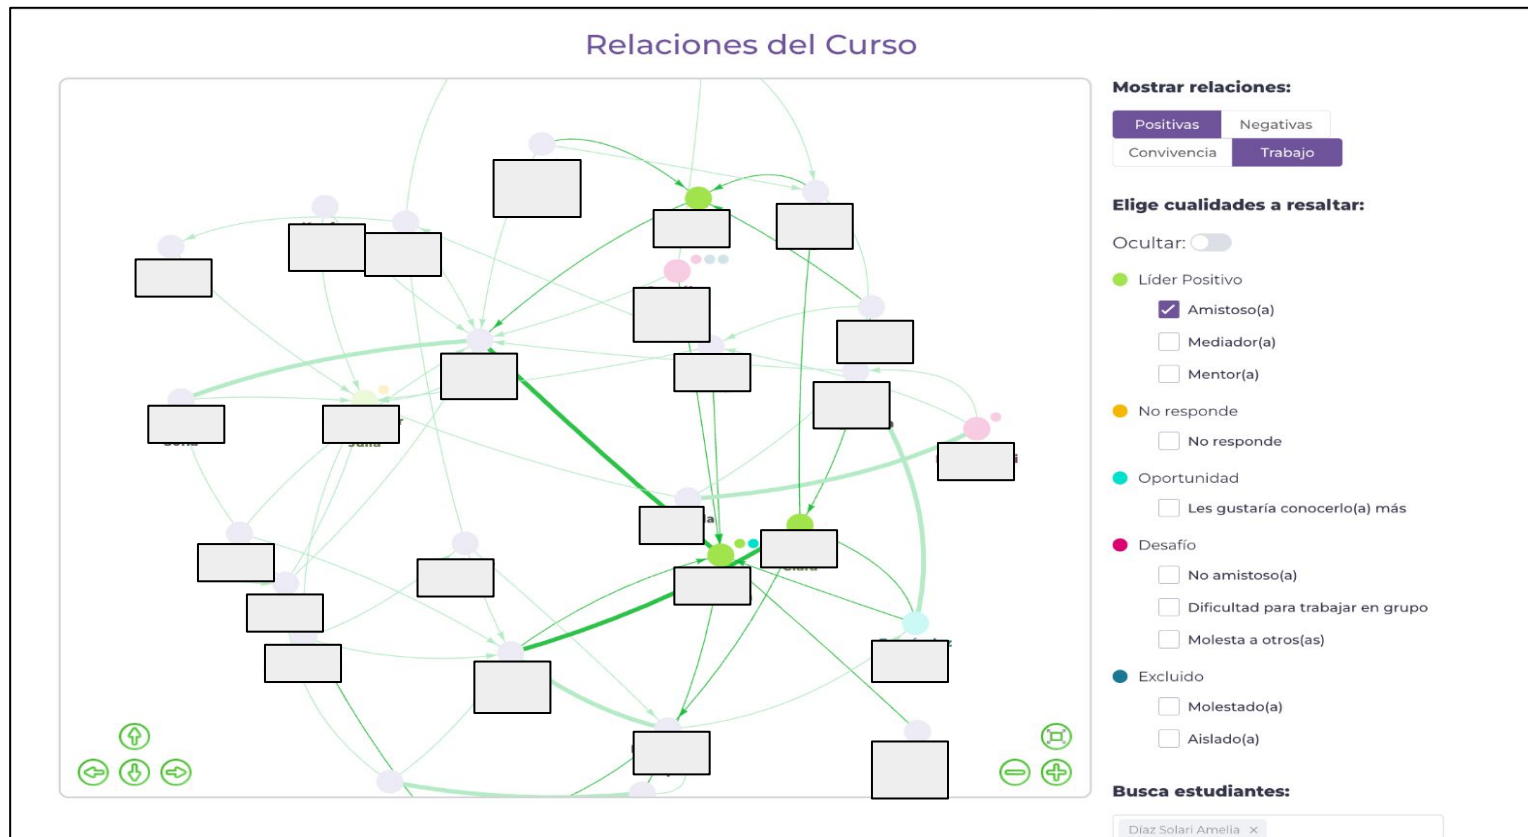 Relaciones del Curso
Mostrar relaciones:
Positivas Negativas
Convivencia Trabajo
Elige cualidades a resaltar:
Ocultar:
Líder Positivo
Amistoso(a)
Mediador(a)
Mentor(a)
No responde
No responde
Oportunidad
Les gustaría conocerlo(a) más
Desafío
No amistoso(a)
Dificultad para trabajar en grupo
Molesta a otros(as)
Excluido
Molestado(a)
Aislado(a)
Busca estudiantes:
Díaz Solari Amelia ×